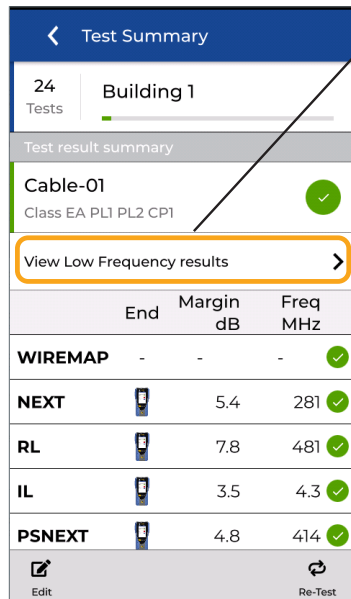 Test Summary
24
Tests
Building 1
Test result summary
Cable-01
Class EA PL1 PL2 CP1
View Low Frequency results
End Margin dB Freq MHz
WIREMAP - - -
NEXT 5.4 281
RL 7.8 481
IL 3.5 4.3
PSNEXT 4.8 414
Edit Re-Test